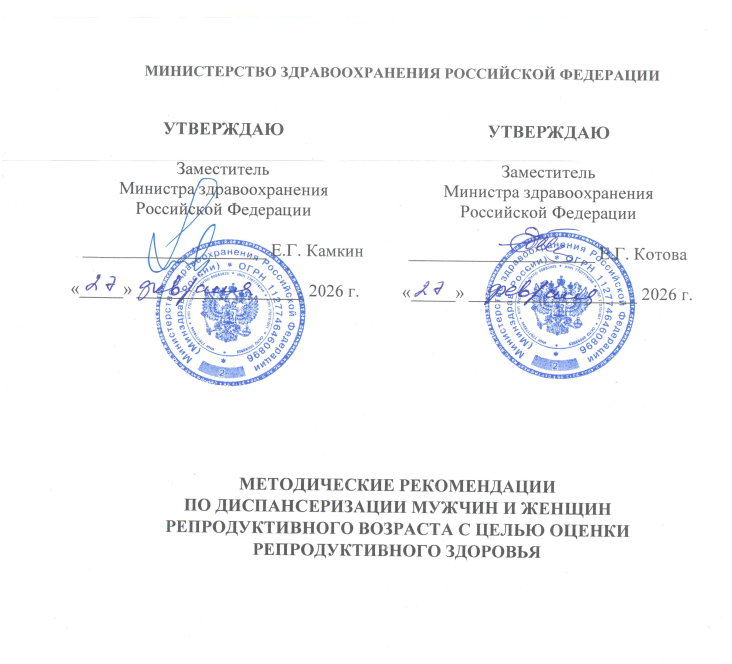 МИНИСТЕРСТВО ЗДРАВООХРАНЕНИЯ РОССИЙСКОЙ ФЕДЕРАЦИИ
УТВЕРЖДАЮ
Заместитель
Министра здравоохранения
Российской Федерации
Е.Г. Камкин
«27» февраля 2026 г.
Министерство здравоохранения Российской Федерации
(Минздрав России) * ОГРН 1127746460896
2
УТВЕРЖДАЮ
Заместитель
Министра здравоохранения
Российской Федерации
Е.Г. Котова
«27» февраля 2026 г.
Министерство здравоохранения Российской Федерации
(Минздрав России) * ОГРН 1127746460896
2
МЕТОДИЧЕСКИЕ РЕКОМЕНДАЦИИ
ПО ДИСПАНСЕРИЗАЦИИ МУЖЧИН И ЖЕНЩИН
РЕПРОДУКТИВНОГО ВОЗРАСТА С ЦЕЛЬЮ ОЦЕНКИ
РЕПРОДУКТИВНОГО ЗДОРОВЬЯ